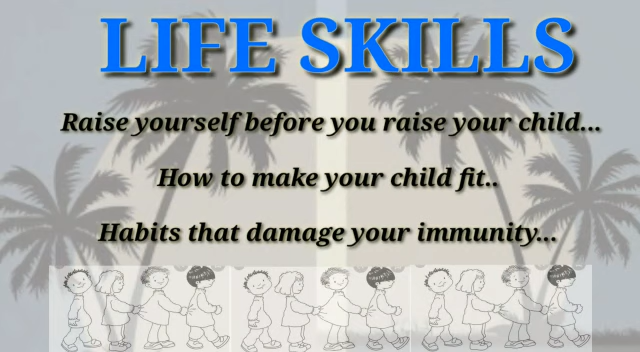 LIFE SKILLS
Raise yourself before you raise your child...
How to make your child fit..
Habits that damage your immunity...